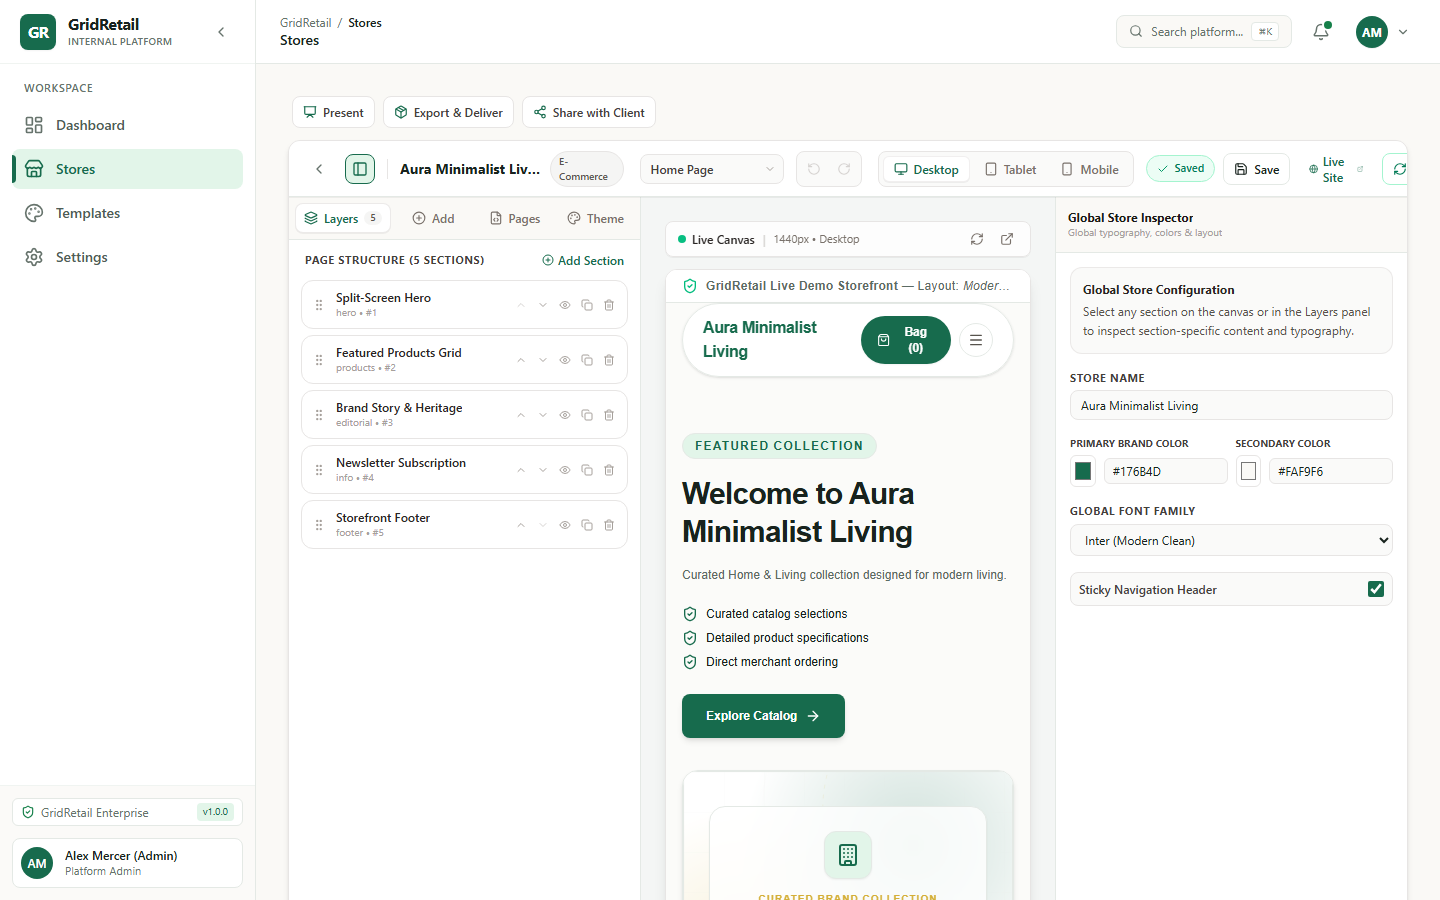 GR
GridRetail
INTERNAL PLATFORM
GridRetail / Stores
Stores
Search platform...
⌘K
AM
WORKSPACE
Dashboard
Stores
Templates
Settings
GridRetail Enterprise
v1.0.0
AM
Alex Mercer (Admin)
Platform Admin
Present
Export & Deliver
Share with Client
Aura Minimalist Liv...
E-
Commerce
Home Page
Desktop
Tablet
Mobile
Saved
Save
Live
Site
Layers
5
Add
Pages
Theme
PAGE STRUCTURE (5 SECTIONS)
Add Section
Split-Screen Hero
hero • #1
Featured Products Grid
products • #2
Brand Story & Heritage
editorial • #3
Newsletter Subscription
info • #4
Storefront Footer
footer • #5
Live Canvas
1440px • Desktop
GridRetail Live Demo Storefront — Layout: Moder...
Aura Minimalist
Living
Bag
(0)
FEATURED COLLECTION
Welcome to Aura
Minimalist Living
Curated Home & Living collection designed for modern living.
Curated catalog selections
Detailed product specifications
Direct merchant ordering
Explore Catalog
CURATED BRAND COLLECTION
Global Store Inspector
Global typography, colors & layout
Global Store Configuration
Select any section on the canvas or in the Layers panel
to inspect section-specific content and typography.
STORE NAME
Aura Minimalist Living
PRIMARY BRAND COLOR
SECONDARY COLOR
#176B4D
#FAF9F6
GLOBAL FONT FAMILY
Inter (Modern Clean)
Sticky Navigation Header